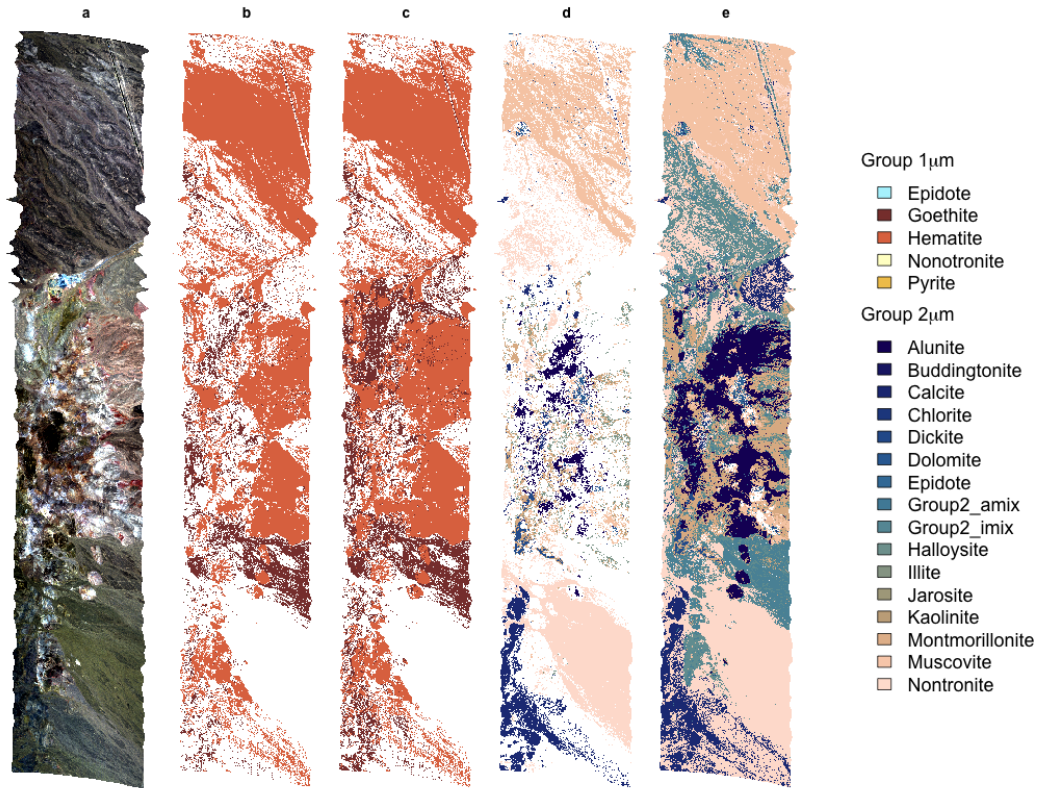 a b c d e
Group 1μm
Epidote
Goethite
Hematite
Nonotronite
Pyrite
Group 2μm
Alunite
Buddingtonite
Calcite
Chlorite
Dickite
Dolomite
Epidote
Group2_amix
Group2_imix
Halloysite
Illite
Jarosite
Kaolinite
Montmorillonite
Muscovite
Nontronite